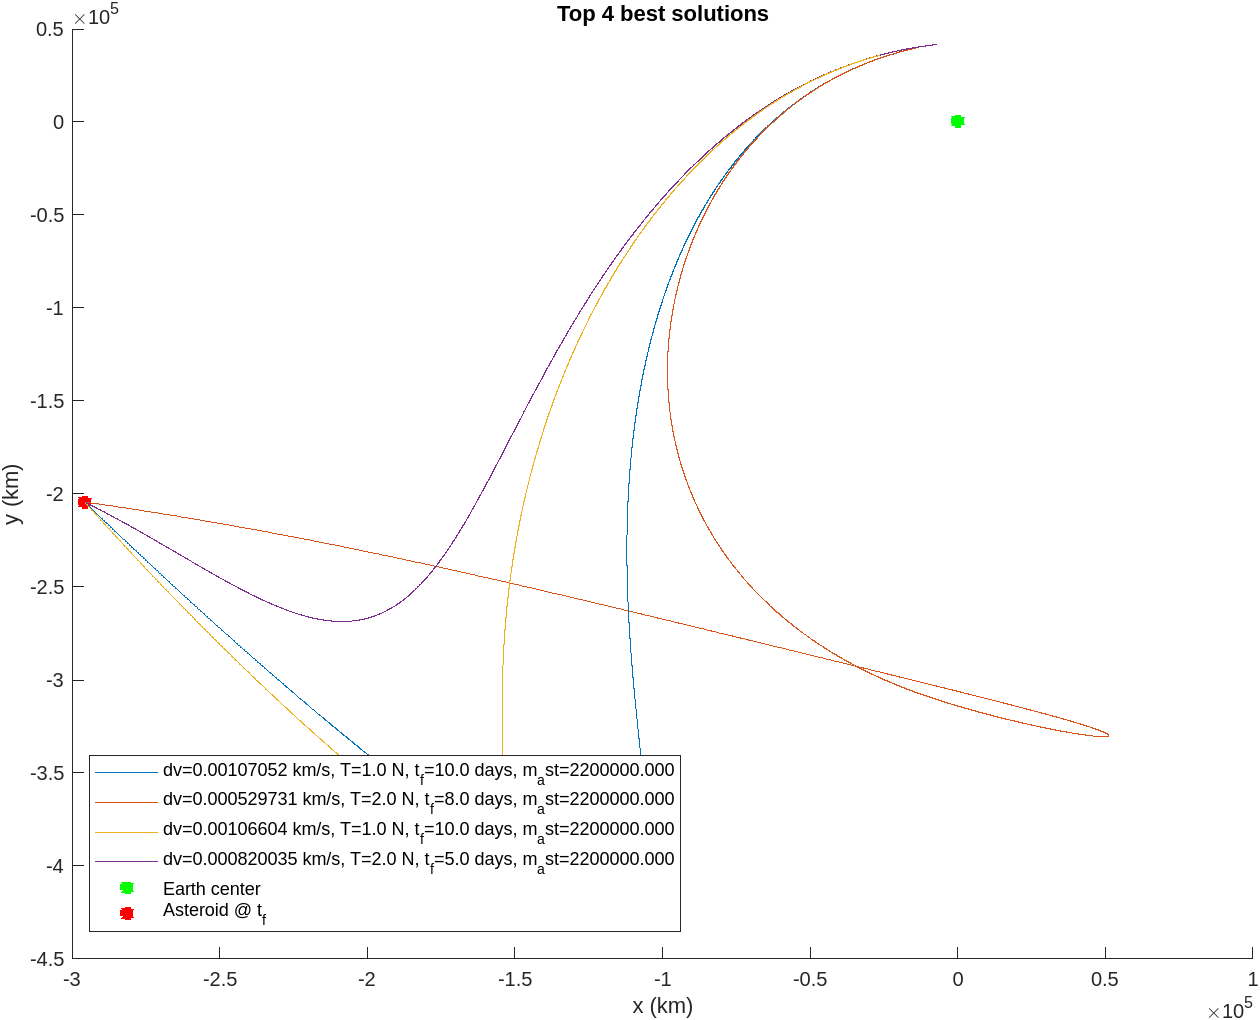 Top 4 best solutions
×10^5
0.5
0
-0.5
-1
-1.5
-2
-2.5
-3
-3.5
-4
-4.5
y (km)
dv=0.00107052 km/s, T=1.0 N, t_f=10.0 days, m_ast=2200000.000
dv=0.000529731 km/s, T=2.0 N, t_f=8.0 days, m_ast=2200000.000
dv=0.00106604 km/s, T=1.0 N, t_f=10.0 days, m_ast=2200000.000
dv=0.000820035 km/s, T=2.0 N, t_f=5.0 days, m_ast=2200000.000
Earth center
Asteroid @ t_f
-3 -2.5 -2 -1.5 -1 -0.5 0 0.5 1
x (km)
×10^5